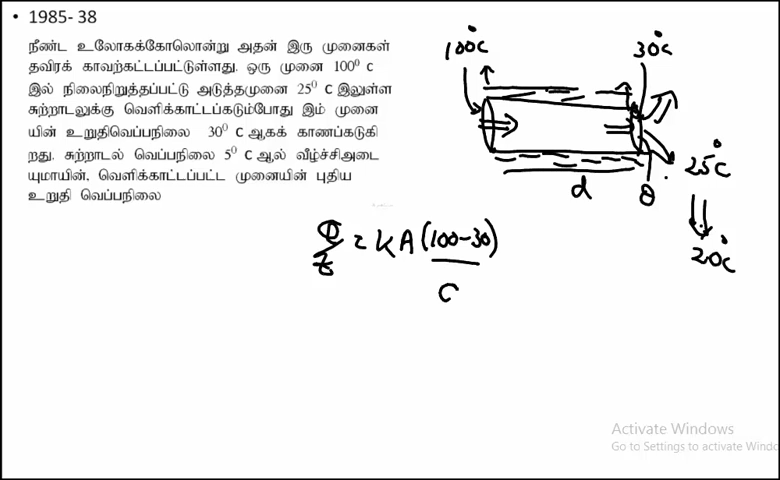 • 1985- 38
நீண்ட உலோகக்கோலொன்று அதன் இரு முனைகள்
தவிரக் காவற்கட்டப்பட்டுள்ளது. ஒரு முனை 100⁰ C
இல் நிலைநிறுத்தப்பட்டு அடுத்தமுனை 25⁰ C இலுள்ள
சுற்றாடலுக்கு வெளிக்காட்டப்கடும்போது இம் முனை
யின் உறுதிவெப்பநிலை 30⁰ C ஆகக் காணப்கடுகி
றது. சுற்றாடல் வெப்பநிலை 5⁰ C ஆல் வீழ்ச்சிஅடை
யுமாயின், வெளிக்காட்டப்பட்ட முனையின் புதிய
உறுதி வெப்பநிலை
100°C
30°C
25°C
d
θ
20°C
= KA (100-30)
Activate Windows
Go to Settings to activate Windo